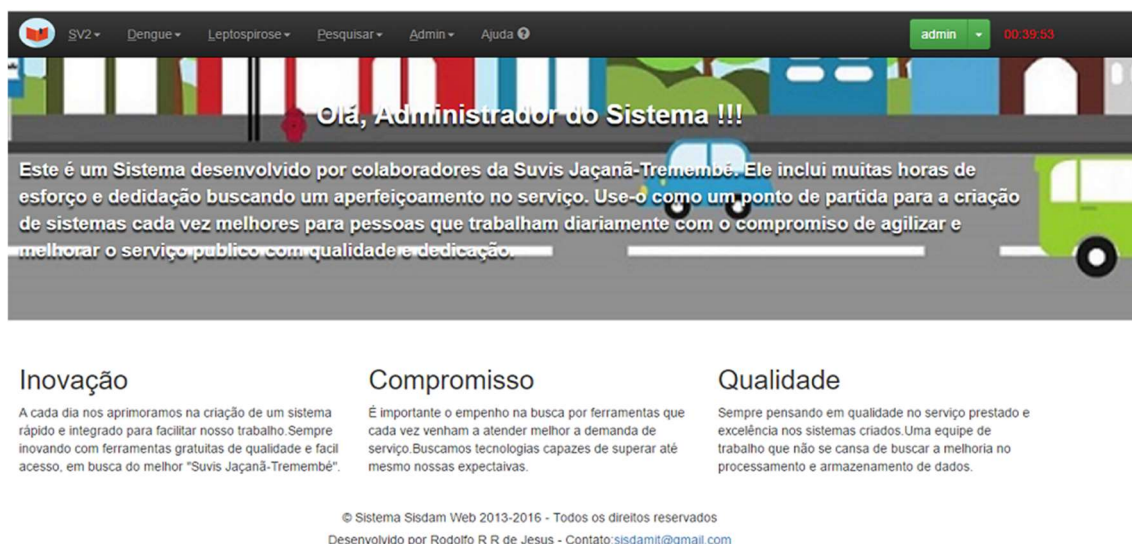 SV2 Dengue Leptospirose Pesquisar Admin Ajuda admin 00:39:53
Olá, Administrador do Sistema !!!
Este é um Sistema desenvolvido por colaboradores da Suvis Jaçanã-Tremembé. Ele inclui muitas horas de
esforço e dedidação buscando um aperfeiçoamento no serviço. Use-o como um ponto de partida para a criação
de sistemas cada vez melhores para pessoas que trabalham diariamente com o compromisso de agilizar e
melhorar o serviço publico com qualidade e dedicação.
Inovação
A cada dia nos aprimoramos na criação de um sistema
rápido e integrado para facilitar nosso trabalho.Sempre
inovando com ferramentas gratuitas de qualidade e facil
acesso, em busca do melhor "Suvis Jaçanã-Tremembé".
Compromisso
É importante o empenho na busca por ferramentas que
cada vez venham a atender melhor a demanda de
serviço.Buscamos tecnologias capazes de superar até
mesmo nossas expectaivas.
Qualidade
Sempre pensando em qualidade no serviço prestado e
excelência nos sistemas criados.Uma equipe de
trabalho que não se cansa de buscar a melhoria no
processamento e armazenamento de dados.
© Sistema Sisdam Web 2013-2016 - Todos os direitos reservados
Desenvolvido por Rodolfo R R de Jesus - Contato:sisdamit@gmail.com